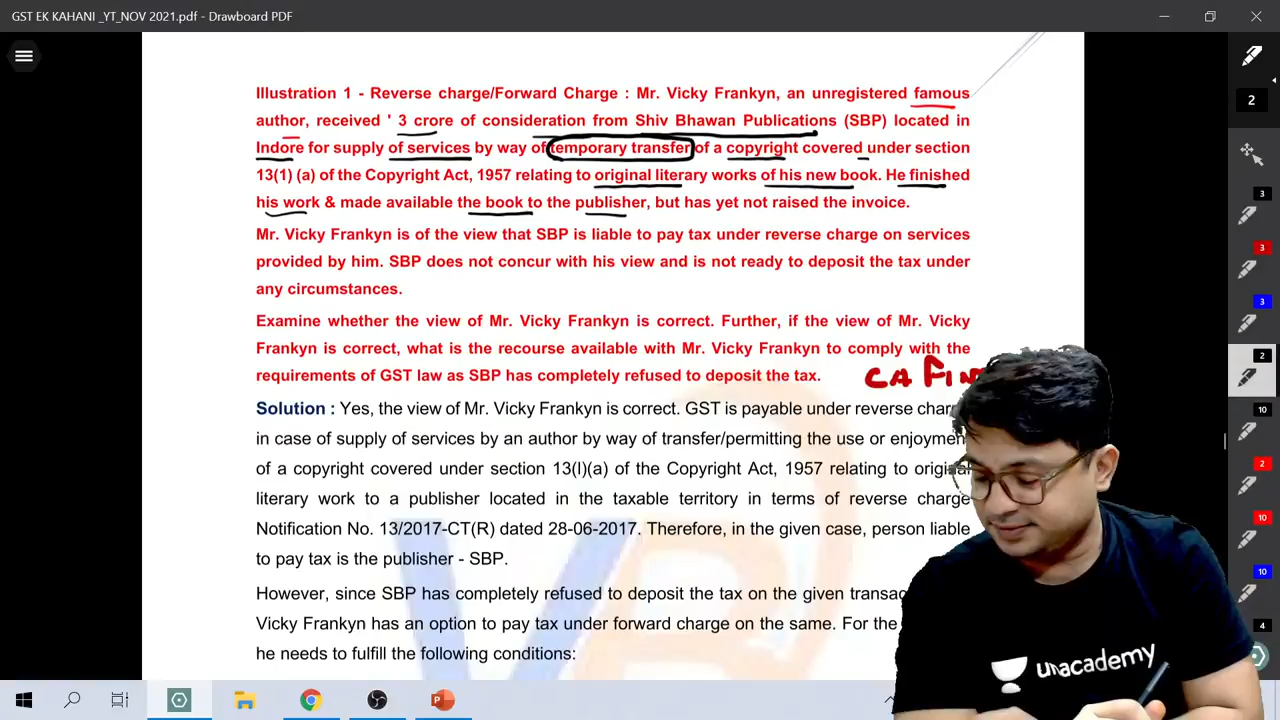 GST EK KAHANI _YT_NOV 2021.pdf - Drawboard PDF
Illustration 1 - Reverse charge/Forward Charge : Mr. Vicky Frankyn, an unregistered famous
author, received ' 3 crore of consideration from Shiv Bhawan Publications (SBP) located in
Indore for supply of services by way of temporary transfer of a copyright covered under section
13(1) (a) of the Copyright Act, 1957 relating to original literary works of his new book. He finished
his work & made available the book to the publisher, but has yet not raised the invoice.
Mr. Vicky Frankyn is of the view that SBP is liable to pay tax under reverse charge on services
provided by him. SBP does not concur with his view and is not ready to deposit the tax under
any circumstances.
Examine whether the view of Mr. Vicky Frankyn is correct. Further, if the view of Mr. Vicky
Frankyn is correct, what is the recourse available with Mr. Vicky Frankyn to comply with the
requirements of GST law as SBP has completely refused to deposit the tax.
CA FIN
Solution : Yes, the view of Mr. Vicky Frankyn is correct. GST is payable under reverse char
in case of supply of services by an author by way of transfer/permitting the use or enjoymen
of a copyright covered under section 13(l)(a) of the Copyright Act, 1957 relating to origin
literary work to a publisher located in the taxable territory in terms of reverse charge
Notification No. 13/2017-CT(R) dated 28-06-2017. Therefore, in the given case, person liable
to pay tax is the publisher - SBP.
However, since SBP has completely refused to deposit the tax on the given transac
Vicky Frankyn has an option to pay tax under forward charge on the same. For the
he needs to fulfill the following conditions:
2
3
3
3
2
10
2
10
10
4
unacademy